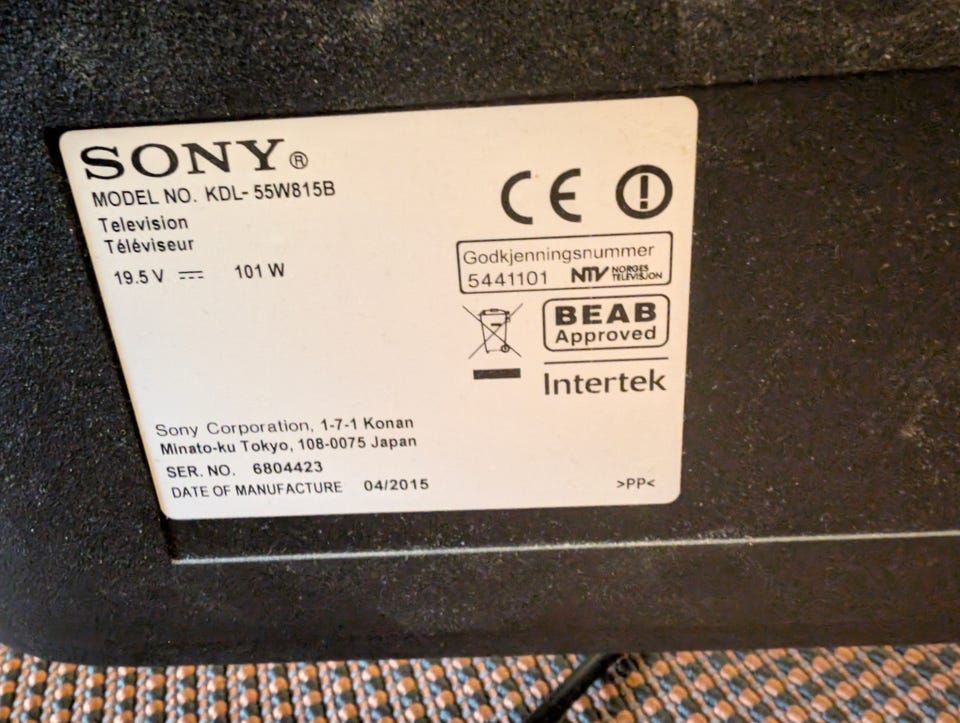 SONY®
MODEL NO. KDL-55W815B
Television
Téléviseur
19.5 V ⎓ 101 W
CE
Godkjenningsnummer
5441101 NTV NORGES TELEVISJON
BEAB
Approved
Intertek
Sony Corporation, 1-7-1 Konan
Minato-ku Tokyo, 108-0075 Japan
SER. NO. 6804423
DATE OF MANUFACTURE 04/2015
>PP<